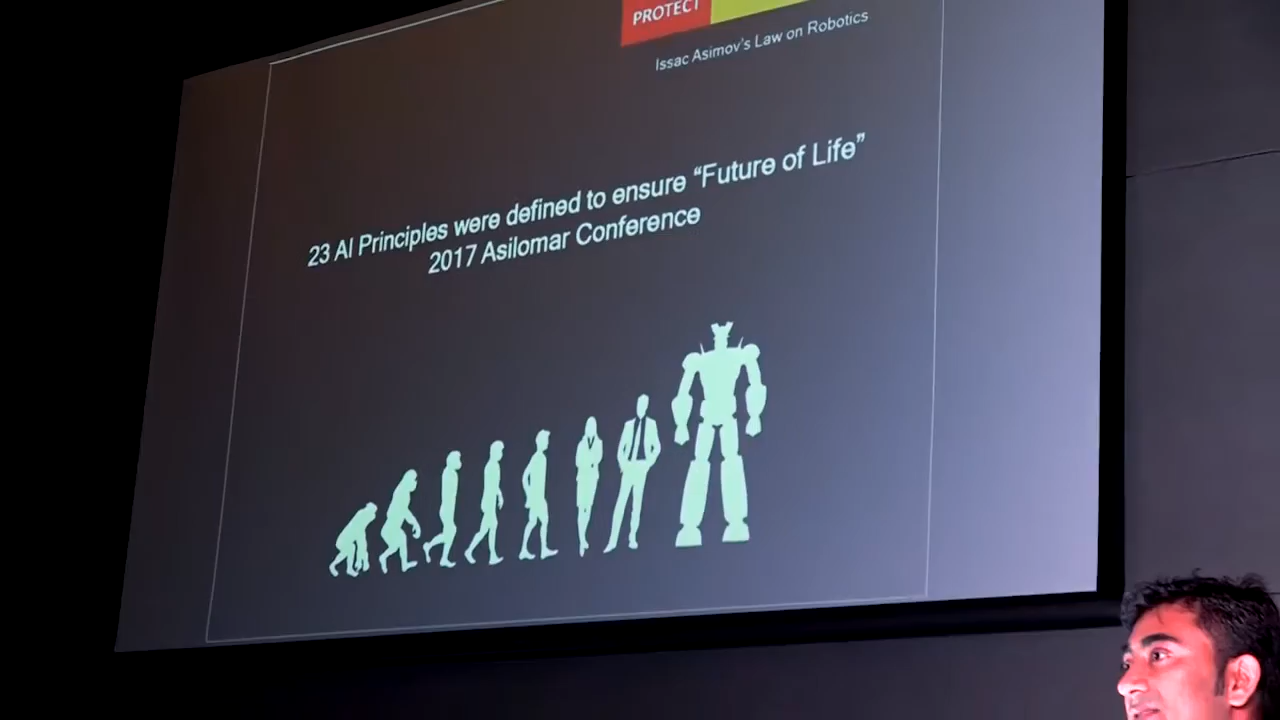 PROTECT
Issac Asimov's Law on Robotics
23 AI Principles were defined to ensure “Future of Life”
2017 Asilomar Conference